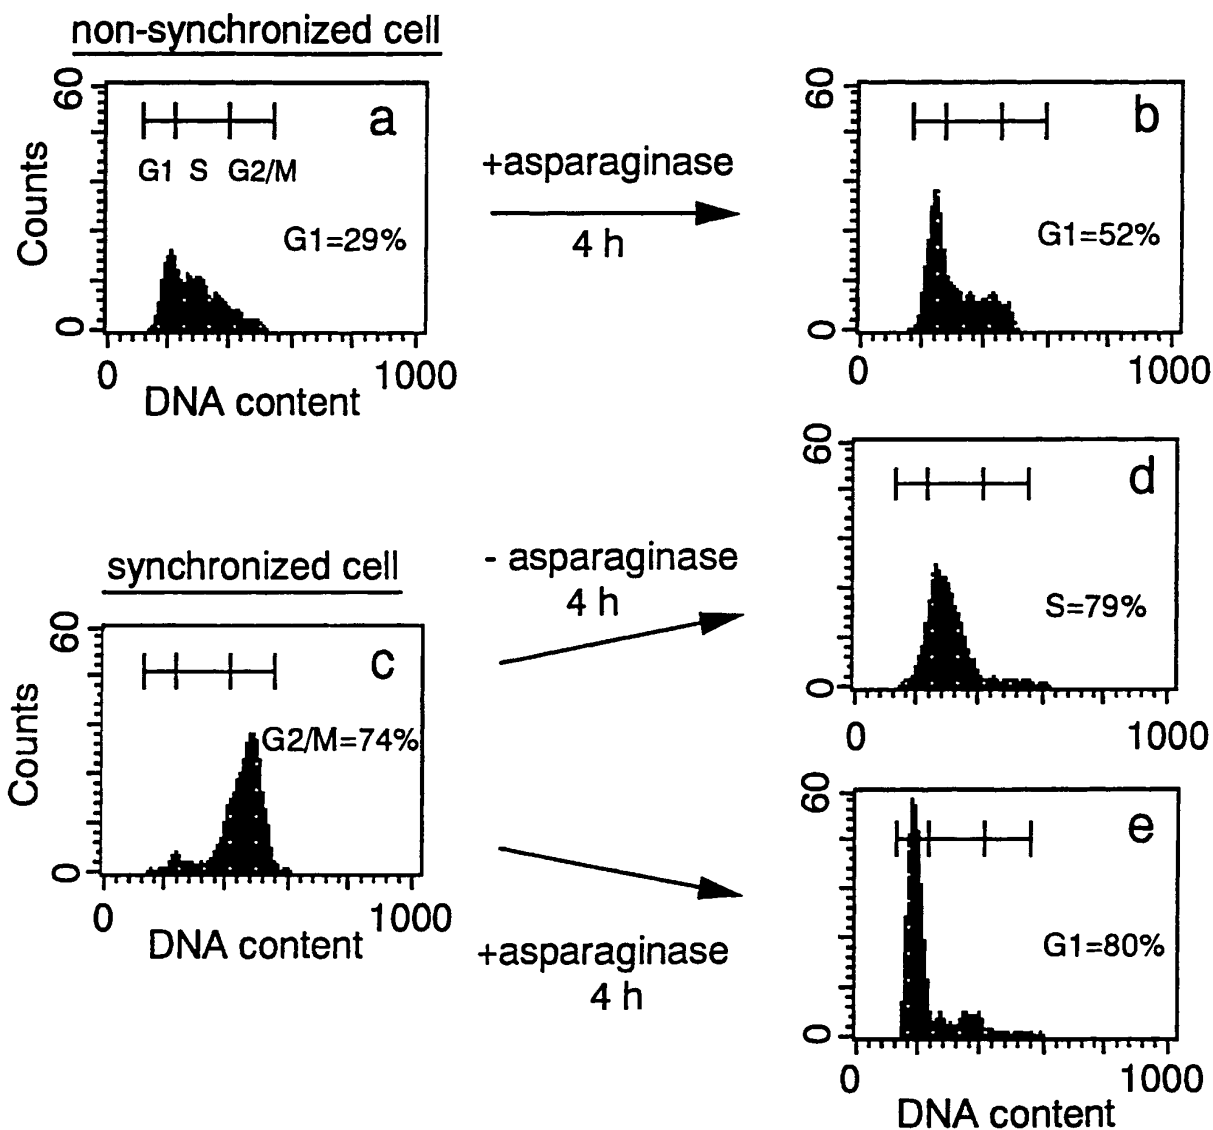 non-synchronized cell
60
a
G1 S G2/M
Counts
G1=29%
0
0 1000
DNA content
+asparaginase
4 h
60
b
G1=52%
0
0 1000
synchronized cell
60
c
Counts
G2/M=74%
0
0 1000
DNA content
- asparaginase
4 h
60
d
S=79%
0
0 1000
+asparaginase
4 h
60
e
G1=80%
0
0 1000
DNA content